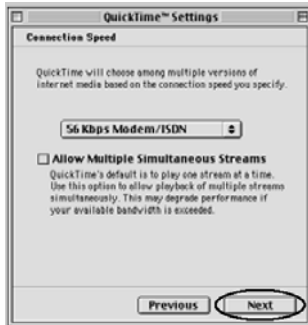 QuickTime™ Settings
Connection Speed
QuickTime will choose among multiple versions of
internet media based on the connection speed you specify.
56 Kbps Modem/ISDN
Allow Multiple Simultaneous Streams
QuickTime's default is to play one stream at a time.
Use this option to allow playback of multiple streams
simultaneously. This may degrade performance if
your available bandwidth is exceeded.
Previous Next